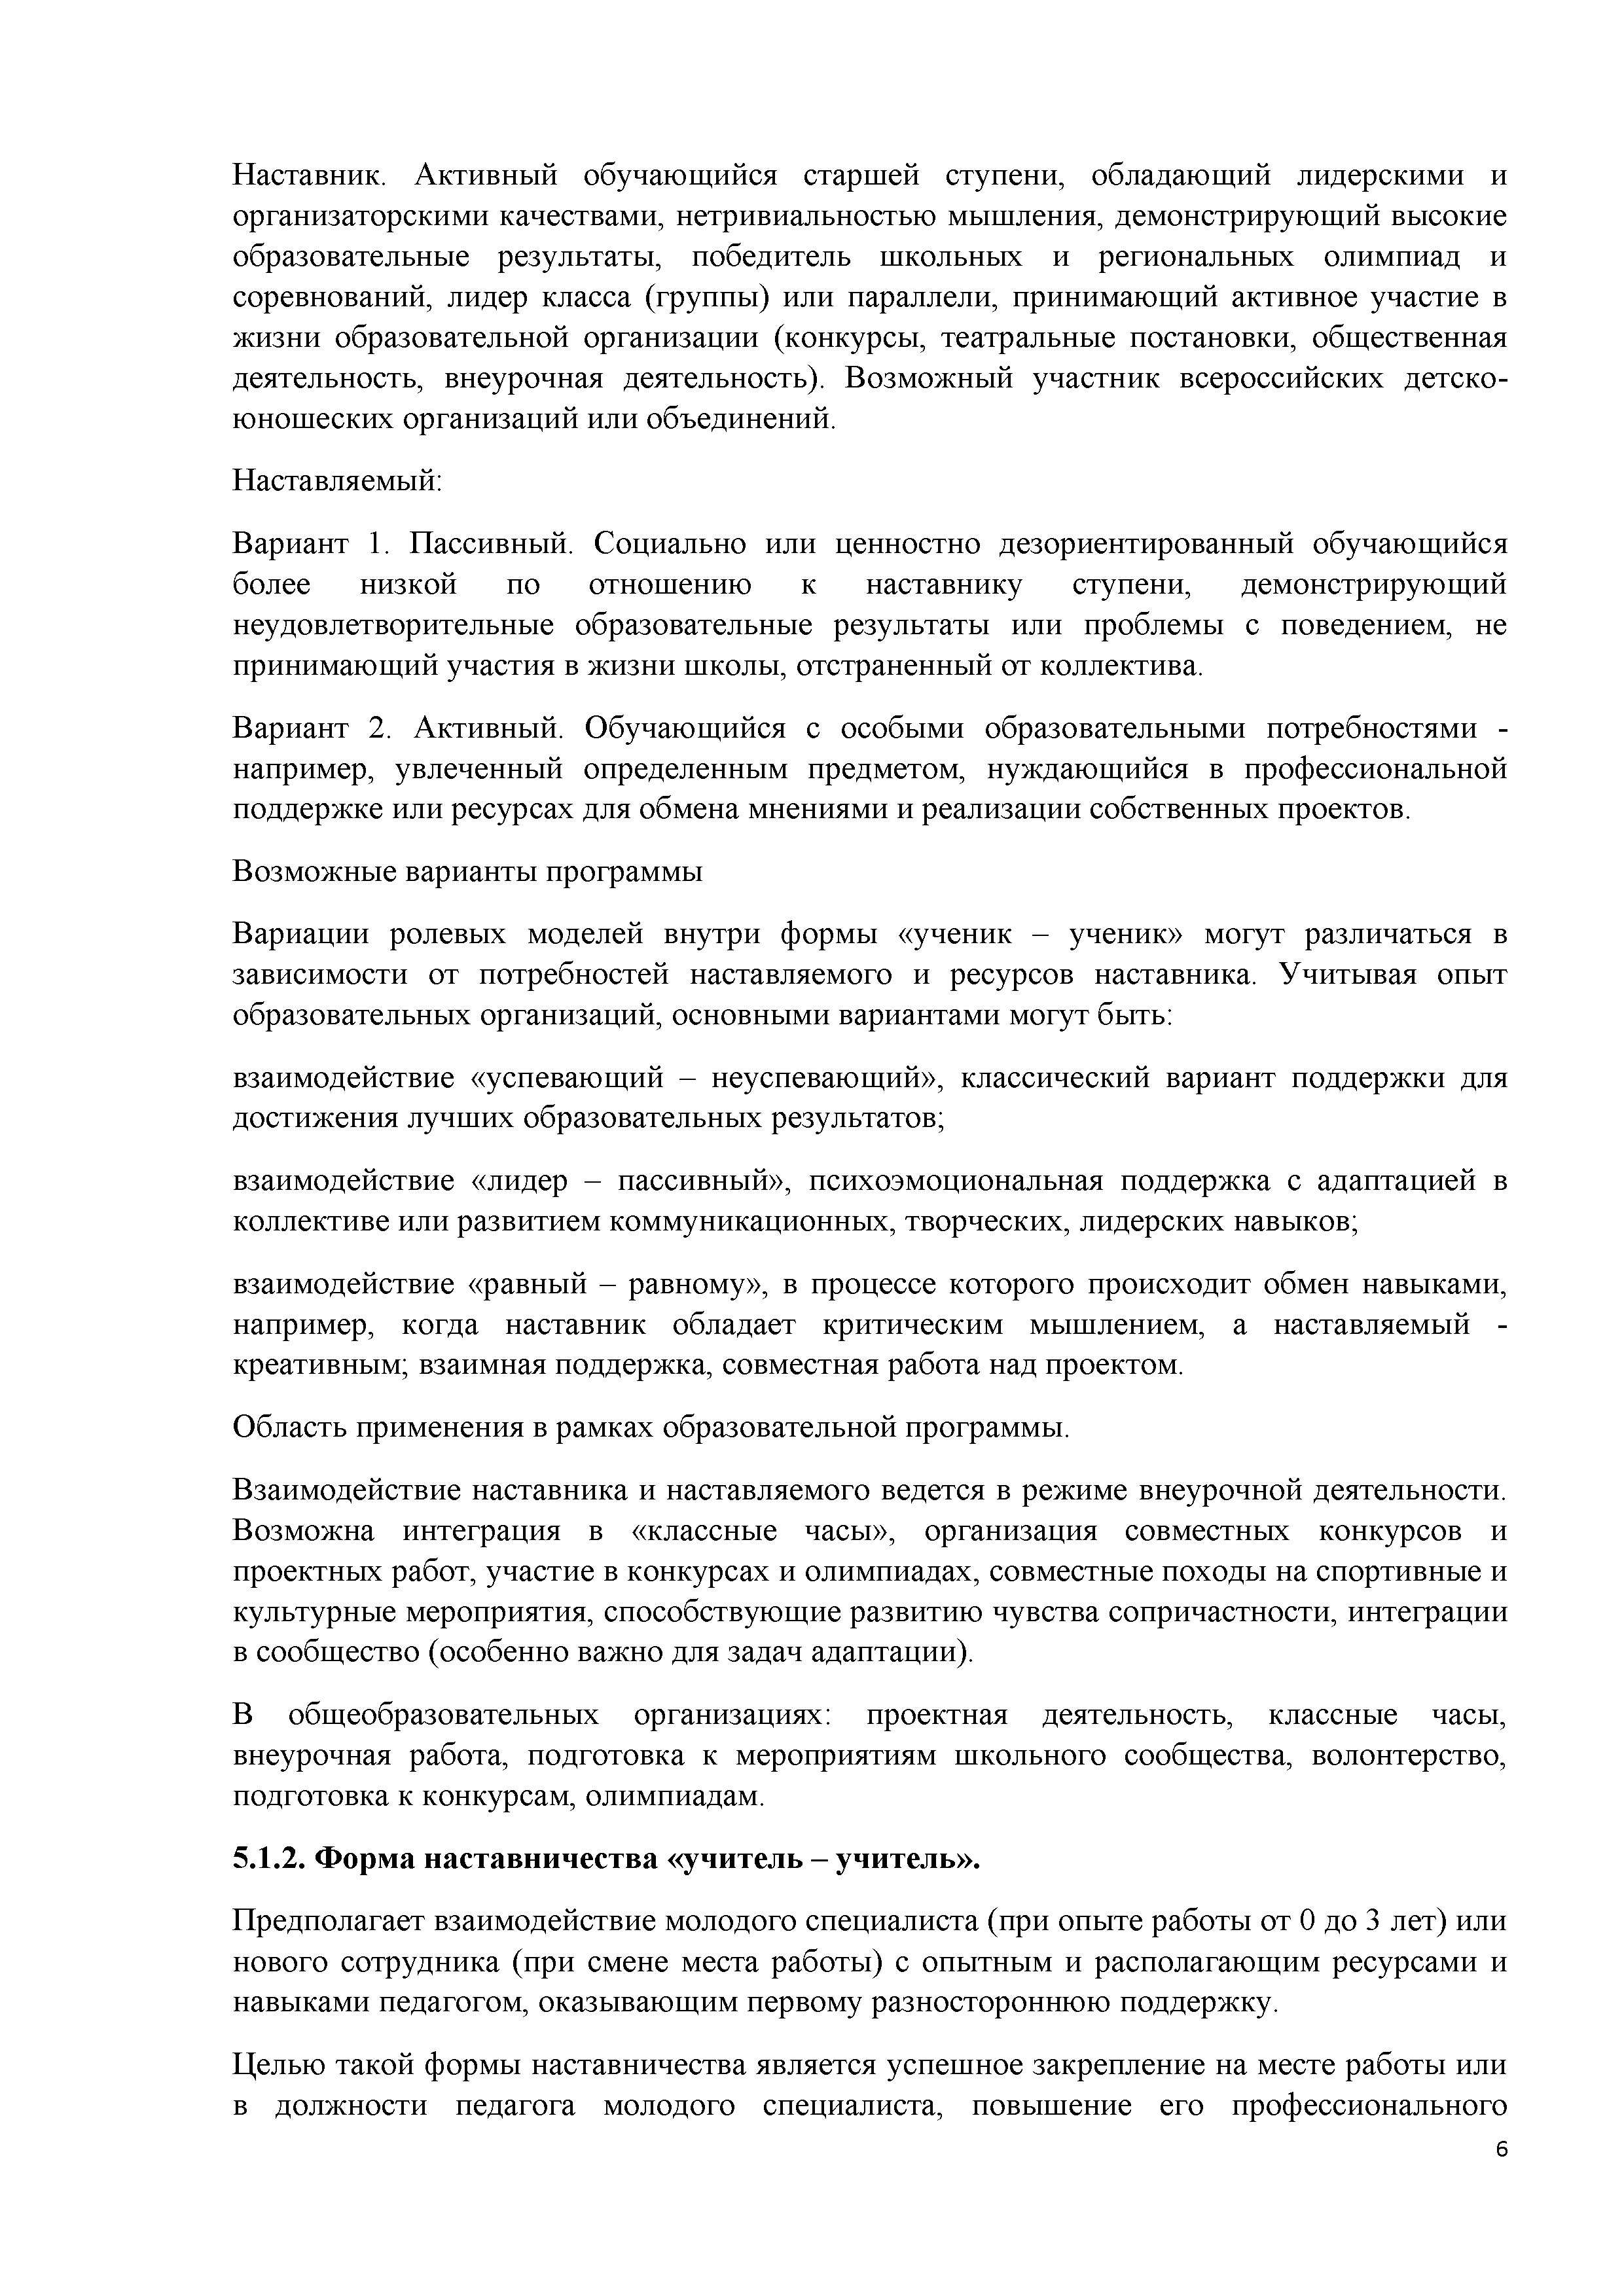 Наставник. Активный обучающийся старшей ступени, обладающий лидерскими и
организаторскими качествами, нетривиальностью мышления, демонстрирующий высокие
образовательные результаты, победитель школьных и региональных олимпиад и
соревнований, лидер класса (группы) или параллели, принимающий активное участие в
жизни образовательной организации (конкурсы, театральные постановки, общественная
деятельность, внеурочная деятельность). Возможный участник всероссийских детско-
юношеских организаций или объединений.
Наставляемый:
Вариант 1. Пассивный. Социально или ценностно дезориентированный обучающийся
более низкой по отношению к наставнику ступени, демонстрирующий
неудовлетворительные образовательные результаты или проблемы с поведением, не
принимающий участия в жизни школы, отстраненный от коллектива.
Вариант 2. Активный. Обучающийся с особыми образовательными потребностями -
например, увлеченный определенным предметом, нуждающийся в профессиональной
поддержке или ресурсах для обмена мнениями и реализации собственных проектов.
Возможные варианты программы
Вариации ролевых моделей внутри формы «ученик – ученик» могут различаться в
зависимости от потребностей наставляемого и ресурсов наставника. Учитывая опыт
образовательных организаций, основными вариантами могут быть:
взаимодействие «успевающий – неуспевающий», классический вариант поддержки для
достижения лучших образовательных результатов;
взаимодействие «лидер – пассивный», психоэмоциональная поддержка с адаптацией в
коллективе или развитием коммуникационных, творческих, лидерских навыков;
взаимодействие «равный – равному», в процессе которого происходит обмен навыками,
например, когда наставник обладает критическим мышлением, а наставляемый -
креативным; взаимная поддержка, совместная работа над проектом.
Область применения в рамках образовательной программы.
Взаимодействие наставника и наставляемого ведется в режиме внеурочной деятельности.
Возможна интеграция в «классные часы», организация совместных конкурсов и
проектных работ, участие в конкурсах и олимпиадах, совместные походы на спортивные и
культурные мероприятия, способствующие развитию чувства сопричастности, интеграции
в сообщество (особенно важно для задач адаптации).
В общеобразовательных организациях: проектная деятельность, классные часы,
внеурочная работа, подготовка к мероприятиям школьного сообщества, волонтерство,
подготовка к конкурсам, олимпиадам.
5.1.2. Форма наставничества «учитель – учитель».
Предполагает взаимодействие молодого специалиста (при опыте работы от 0 до 3 лет) или
нового сотрудника (при смене места работы) с опытным и располагающим ресурсами и
навыками педагогом, оказывающим первому разностороннюю поддержку.
Целью такой формы наставничества является успешное закрепление на месте работы или
в должности педагога молодого специалиста, повышение его профессионального
6